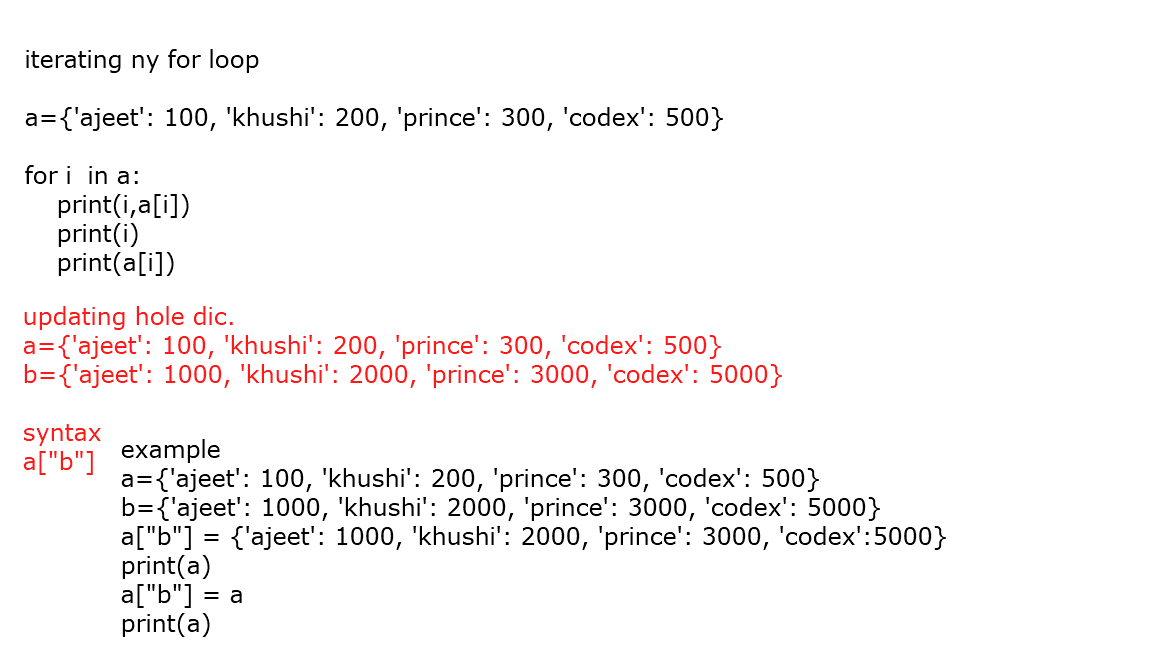 iterating ny for loop
a={'ajeet': 100, 'khushi': 200, 'prince': 300, 'codex': 500}
for i  in a:
    print(i,a[i])
    print(i)
    print(a[i])
updating hole dic.
a={'ajeet': 100, 'khushi': 200, 'prince': 300, 'codex': 500}
b={'ajeet': 1000, 'khushi': 2000, 'prince': 3000, 'codex': 5000}
syntax
a["b"]
example
a={'ajeet': 100, 'khushi': 200, 'prince': 300, 'codex': 500}
b={'ajeet': 1000, 'khushi': 2000, 'prince': 3000, 'codex': 5000}
a["b"] = {'ajeet': 1000, 'khushi': 2000, 'prince': 3000, 'codex':5000}
print(a)
a["b"] = a
print(a)